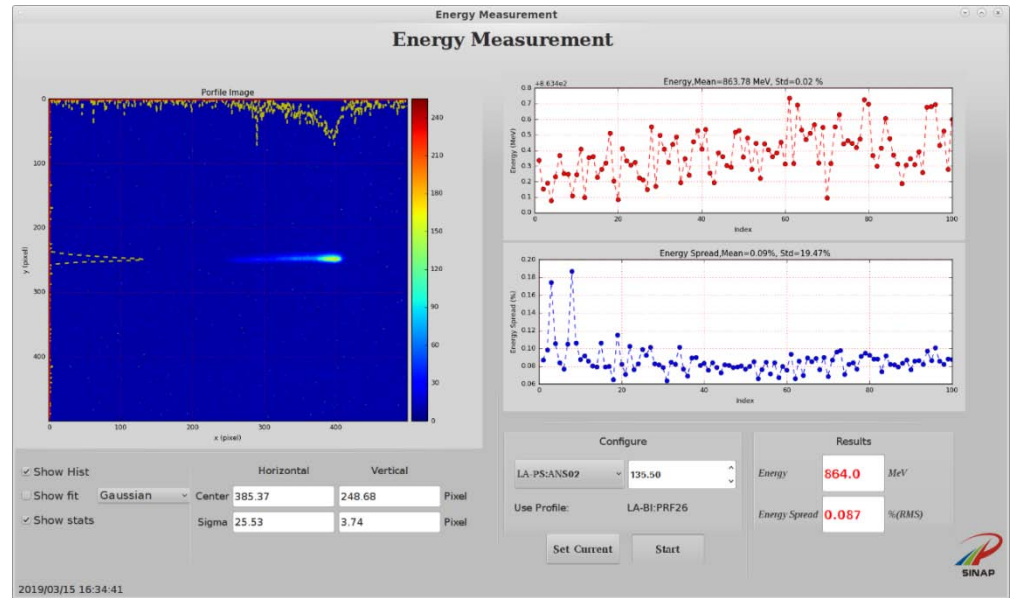 Energy Measurement
Energy Measurement
Porfile Image
0
100
200
300
400
y (pixel)
0 100 200 300 400
x (pixel)
240
210
180
150
120
90
60
30
0
+8.634e2
Energy,Mean=863.78 MeV, Std=0.02 %
0.8
0.7
0.6
0.5
0.4
0.3
0.2
0.1
0.0
Energy (MeV)
0 20 40 60 80 100
Index
Energy Spread,Mean=0.09%, Std=19.47%
0.20
0.18
0.16
0.14
0.12
0.10
0.08
0.06
Energy Spread (%)
0 20 40 60 80 100
Index
Show Hist
Show fit Gaussian
Show stats
Horizontal Vertical
Center 385.37 248.68 Pixel
Sigma 25.53 3.74 Pixel
Configure
LA-PS:ANS02 135.50
Use Profile: LA-BI:PRF26
Set Current Start
Results
Energy 864.0 MeV
Energy Spread 0.087 %(RMS)
SINAP
2019/03/15 16:34:41